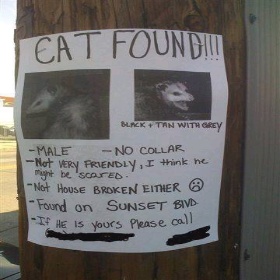 CAT FOUND!!!
BLACK + TAN WITH GREY
- MALE - NO COLLAR
- Not VERY FRIENDLY, I think he
might be scared.
- Not House BROKEN EITHER ☹
- Found on SUNSET BLVD
- If HE is yours Please call